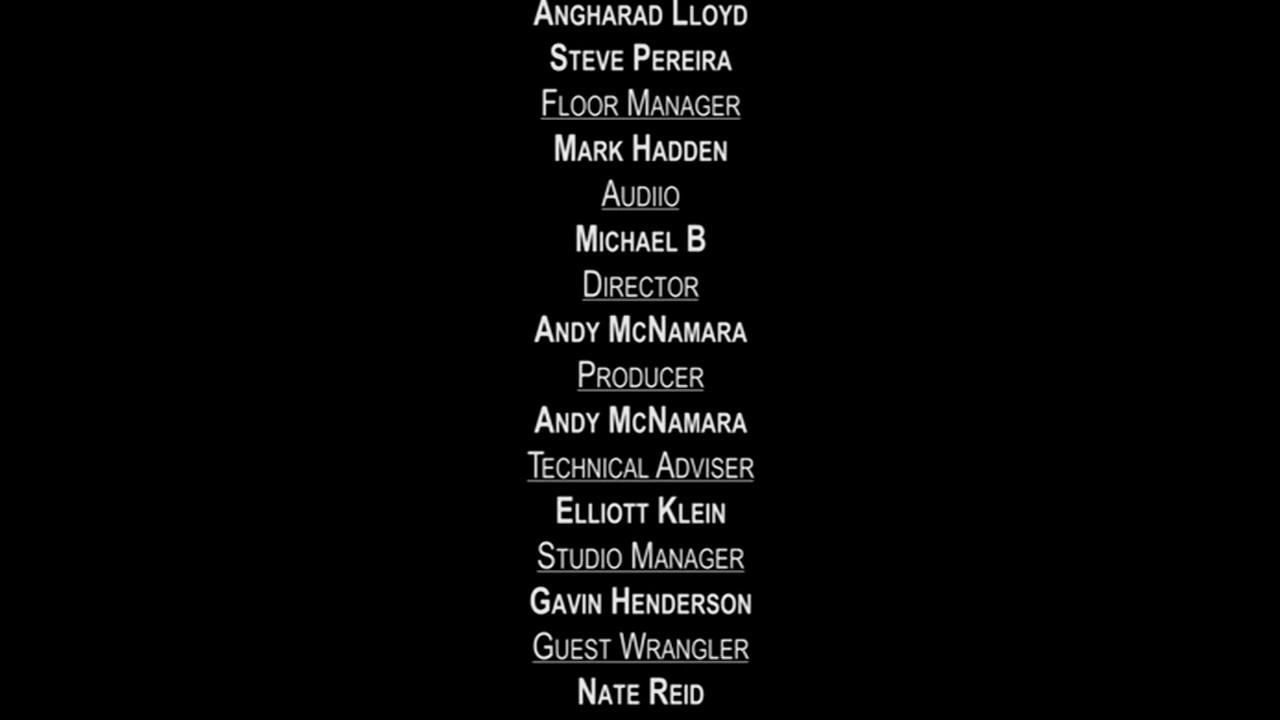 Angharad Lloyd
Steve Pereira
Floor Manager
Mark Hadden
Audiio
Michael B
Director
Andy McNamara
Producer
Andy McNamara
Technical Adviser
Elliott Klein
Studio Manager
Gavin Henderson
Guest Wrangler
Nate Reid